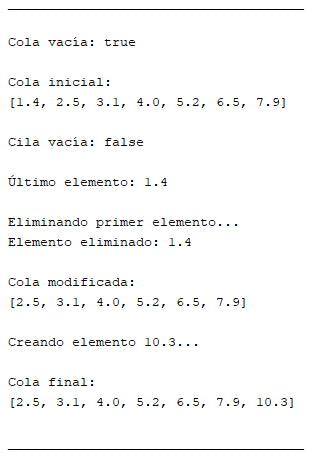 Cola vacía: true
Cola inicial:
[1.4, 2.5, 3.1, 4.0, 5.2, 6.5, 7.9]
Cila vacía: false
Último elemento: 1.4
Eliminando primer elemento...
Elemento eliminado: 1.4
Cola modificada:
[2.5, 3.1, 4.0, 5.2, 6.5, 7.9]
Creando elemento 10.3...
Cola final:
[2.5, 3.1, 4.0, 5.2, 6.5, 7.9, 10.3]